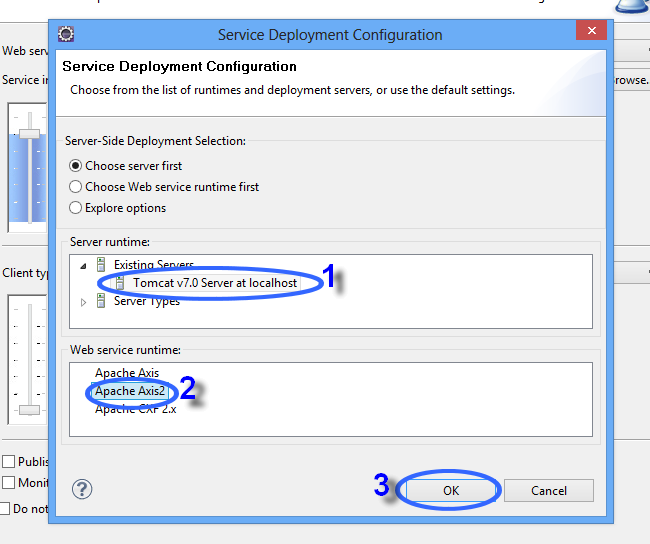 Service Deployment Configuration
Web serv
Service in
rowse..
Service Deployment Configuration
Choose from the list of runtimes and deployment servers, or use the default settings.
Server-Side Deployment Selection:
Choose server first
Choose Web service runtime first
Explore options
Server runtime:
Existing Servers
1
Tomcat v7.0 Server at localhost
Server Types
Client typ
Web service runtime:
Apache Axis
Apache Axis2
2
Apache CXF 2.x
Publis
Monit
Do not
3
OK
Cancel